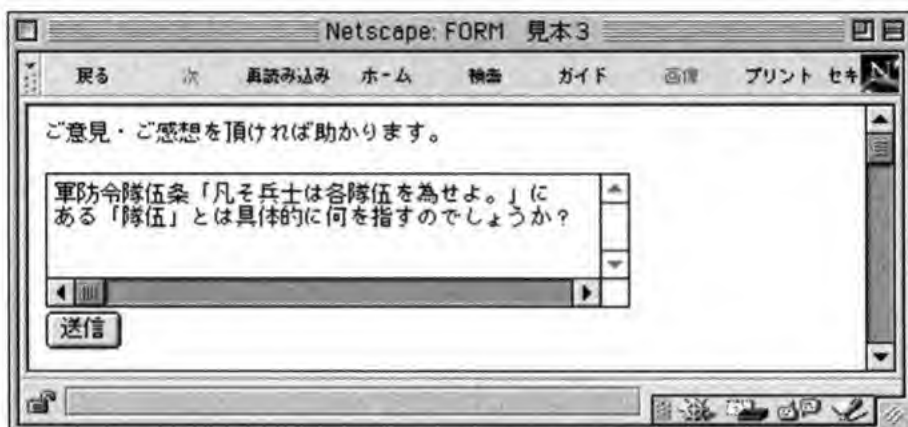 Netscape: FORM 見本3
戻る 次 再読み込み ホーム 検索 ガイド 画像 プリント セキ N
ご意見・ご感想を頂ければ助かります。
軍防令隊伍条「凡そ兵士は各隊伍を為せよ。」に
ある「隊伍」とは具体的に何を指すのでしょうか?
送信